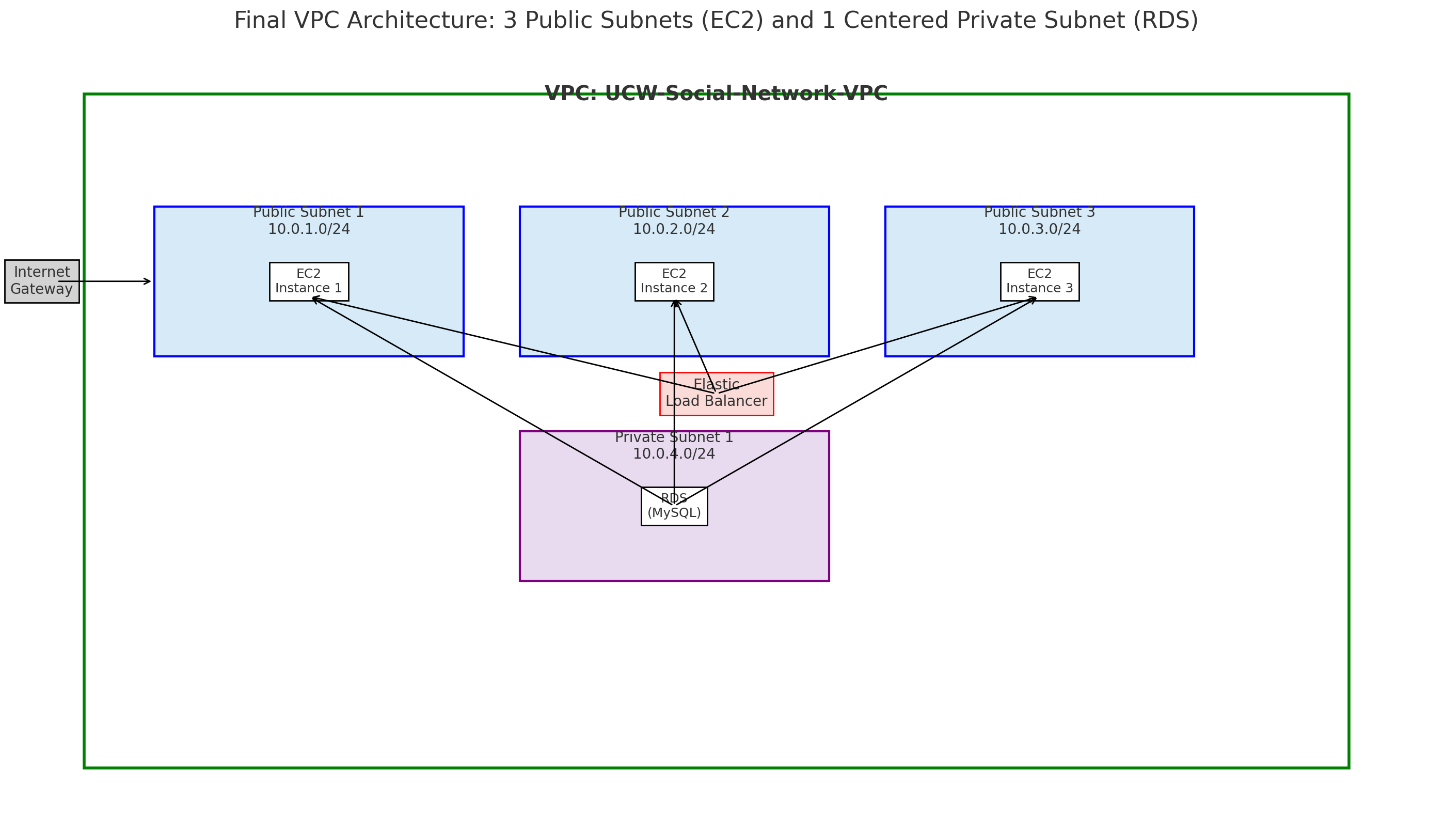 Final VPC Architecture: 3 Public Subnets (EC2) and 1 Centered Private Subnet (RDS)
VPC: UCW-Social-Network-VPC
Public Subnet 1
10.0.1.0/24
Public Subnet 2
10.0.2.0/24
Public Subnet 3
10.0.3.0/24
Internet
Gateway
EC2
Instance 1
EC2
Instance 2
EC2
Instance 3
Elastic
Load Balancer
Private Subnet 1
10.0.4.0/24
RDS
(MySQL)